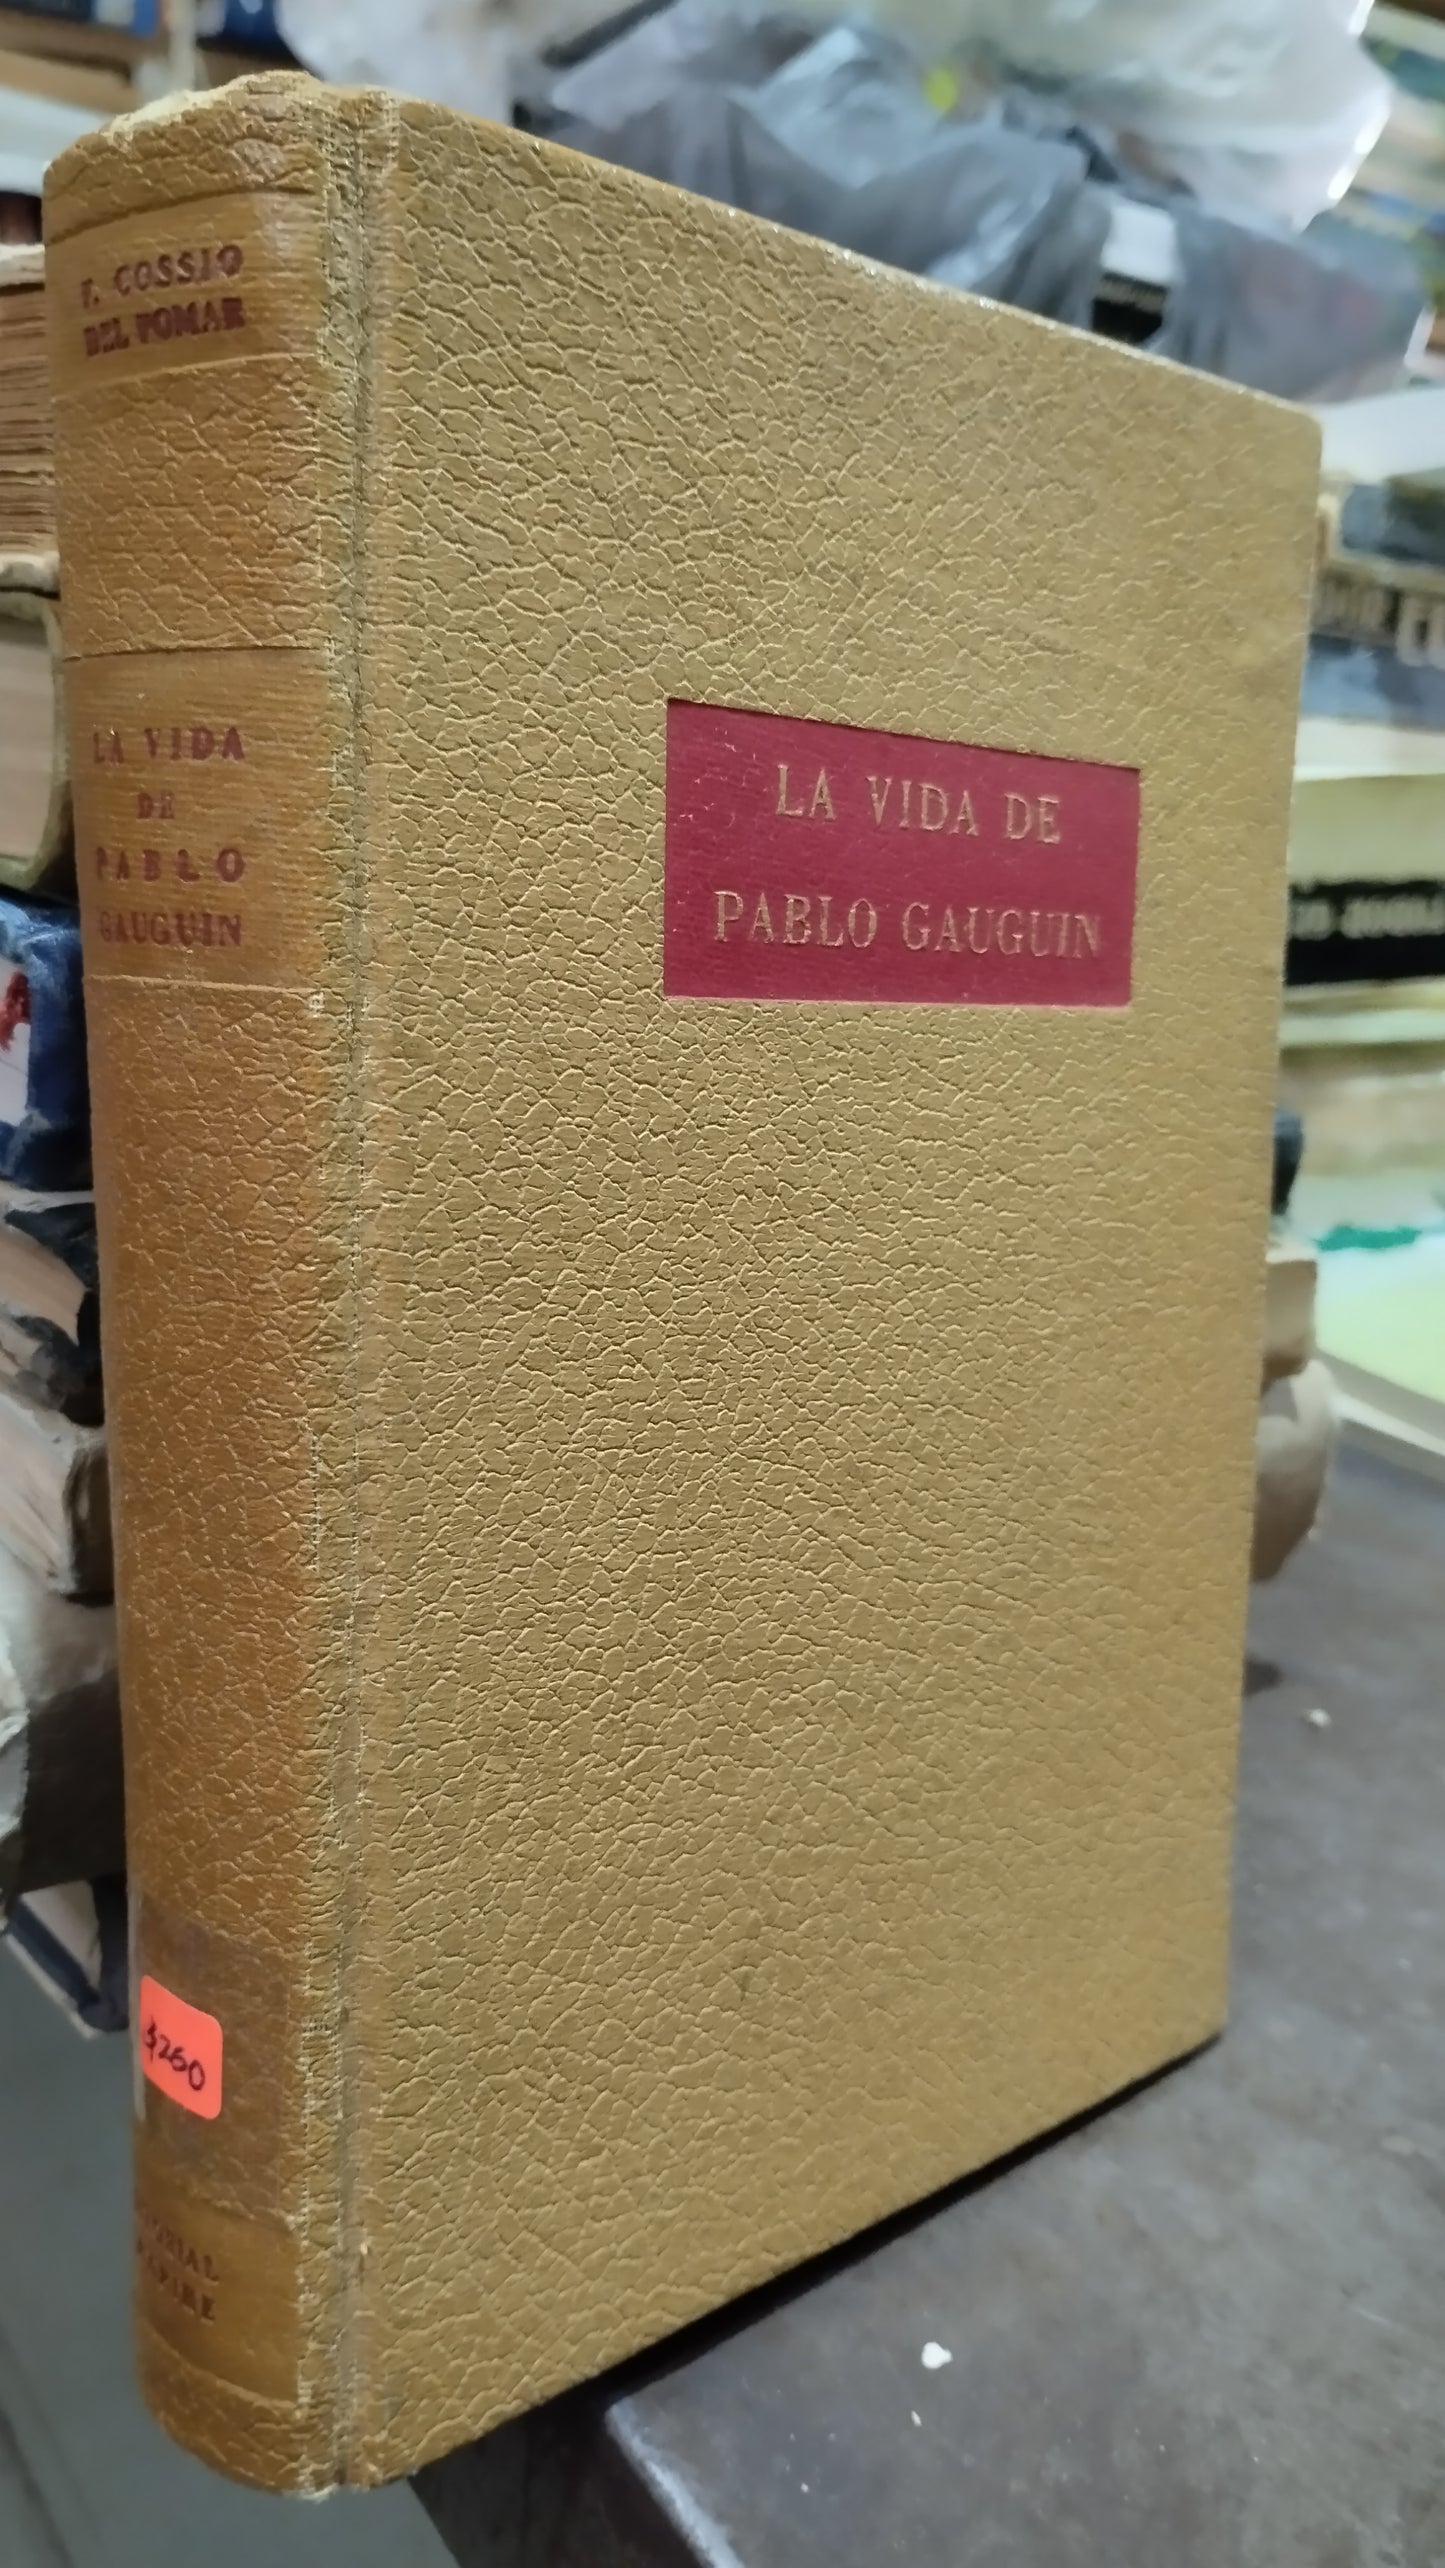 F. COSSIO
DEL POMAR
LA VIDA
DE
PABLO
GAUGUIN
LA VIDA DE
PABLO GAUGUIN
$260